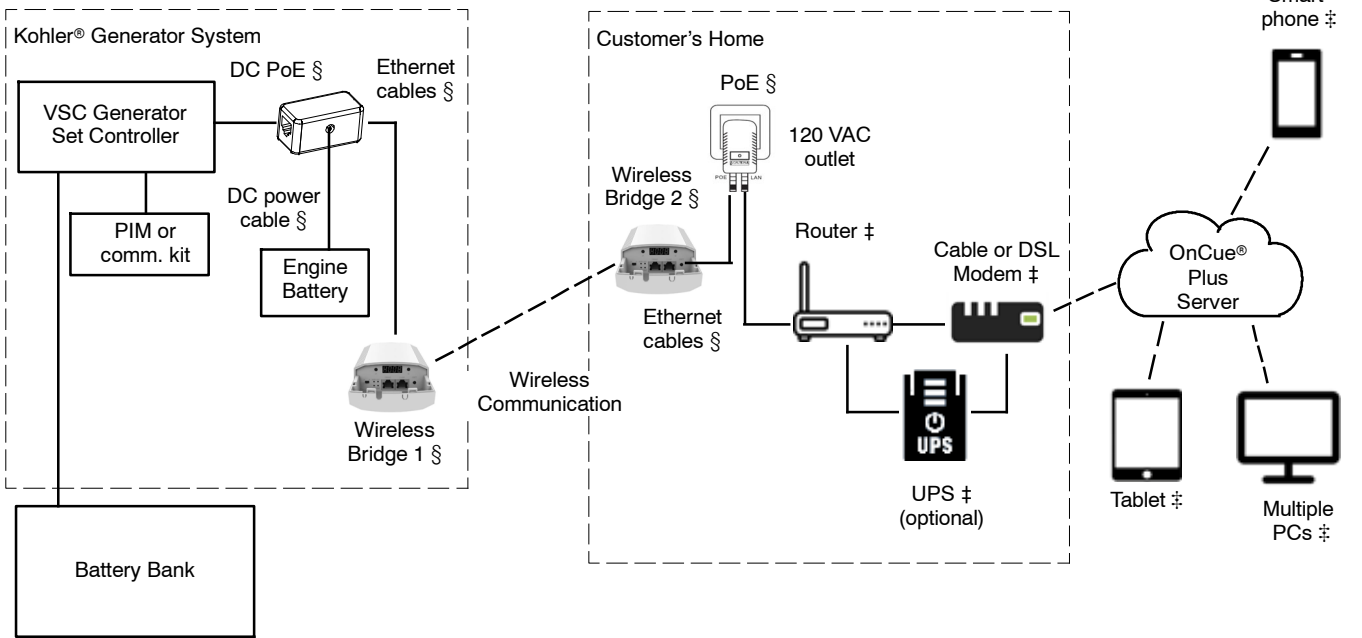 Kohler® Generator System
DC PoE §
Ethernet
cables §
VSC Generator
Set Controller
DC power
cable §
PIM or
comm. kit
Engine
Battery
Wireless
Bridge 1 §
Battery Bank
Wireless
Communication
Customer's Home
PoE §
120 VAC
outlet
POE
LAN
Wireless
Bridge 2 §
Ethernet
cables §
Router ‡
Cable or DSL
Modem ‡
UPS
UPS ‡
(optional)
phone ‡
OnCue®
Plus
Server
Tablet ‡
Multiple
PCs ‡